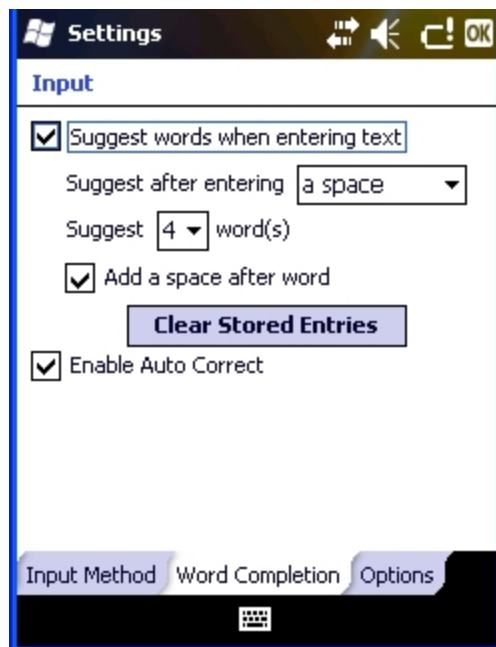 Settings OK
Input
Suggest words when entering text
Suggest after entering a space
Suggest 4 word(s)
Add a space after word
Clear Stored Entries
Enable Auto Correct
Input Method Word Completion Options